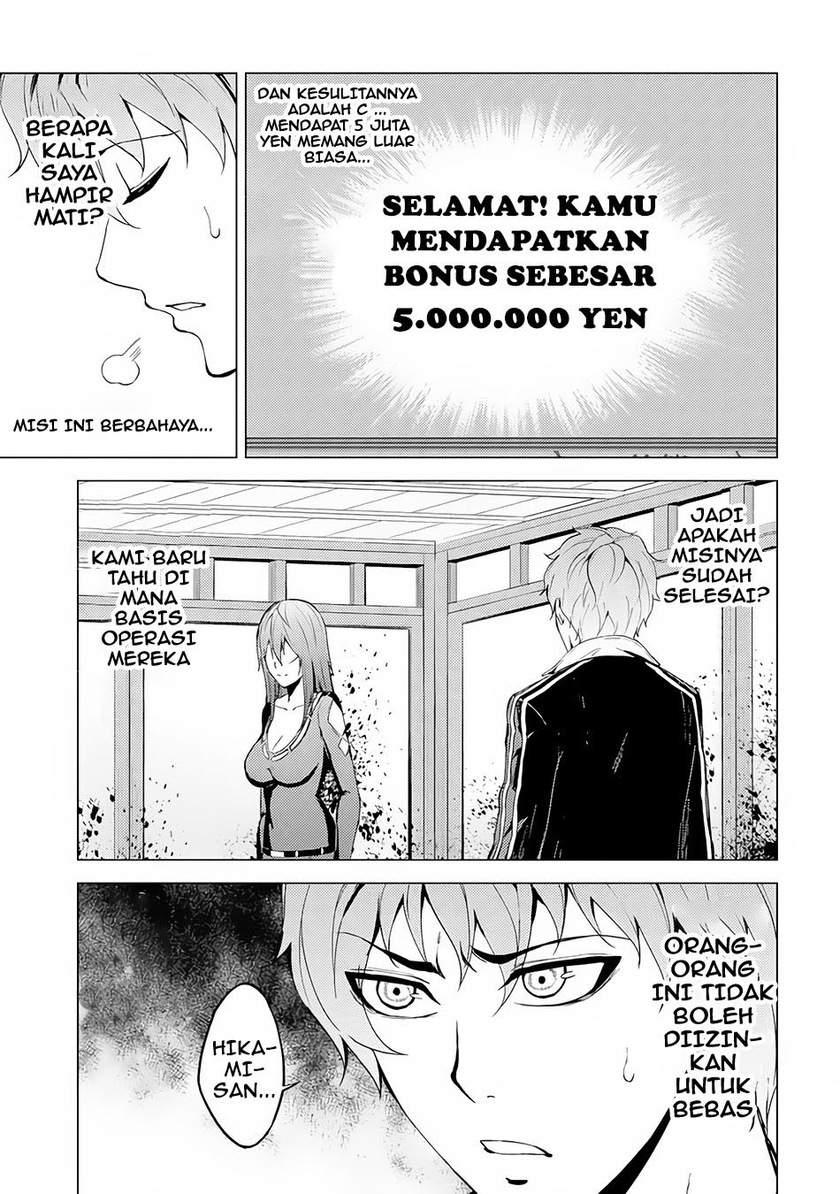 DAN KESULITANNYA
ADALAH C ...
MENDAPAT 5 JUTA
YEN MEMANG LUAR
BIASA...
SELAMAT! KAMU
MENDAPATKAN
BONUS SEBESAR
5.000.000 YEN
BERAPA
KALI
SAYA
HAMPIR
MATI?
MISI INI BERBAHAYA...
JADI
APAKAH
MISINYA
SUDAH
SELESAI?
KAMI BARU
TAHU DI
MANA
BASIS
OPERASI
MEREKA
ORANG-
ORANG
INI TIDAK
BOLEH
DIIZIN-
KAN
UNTUK
BEBAS
HIKA-
MI-
SAN...